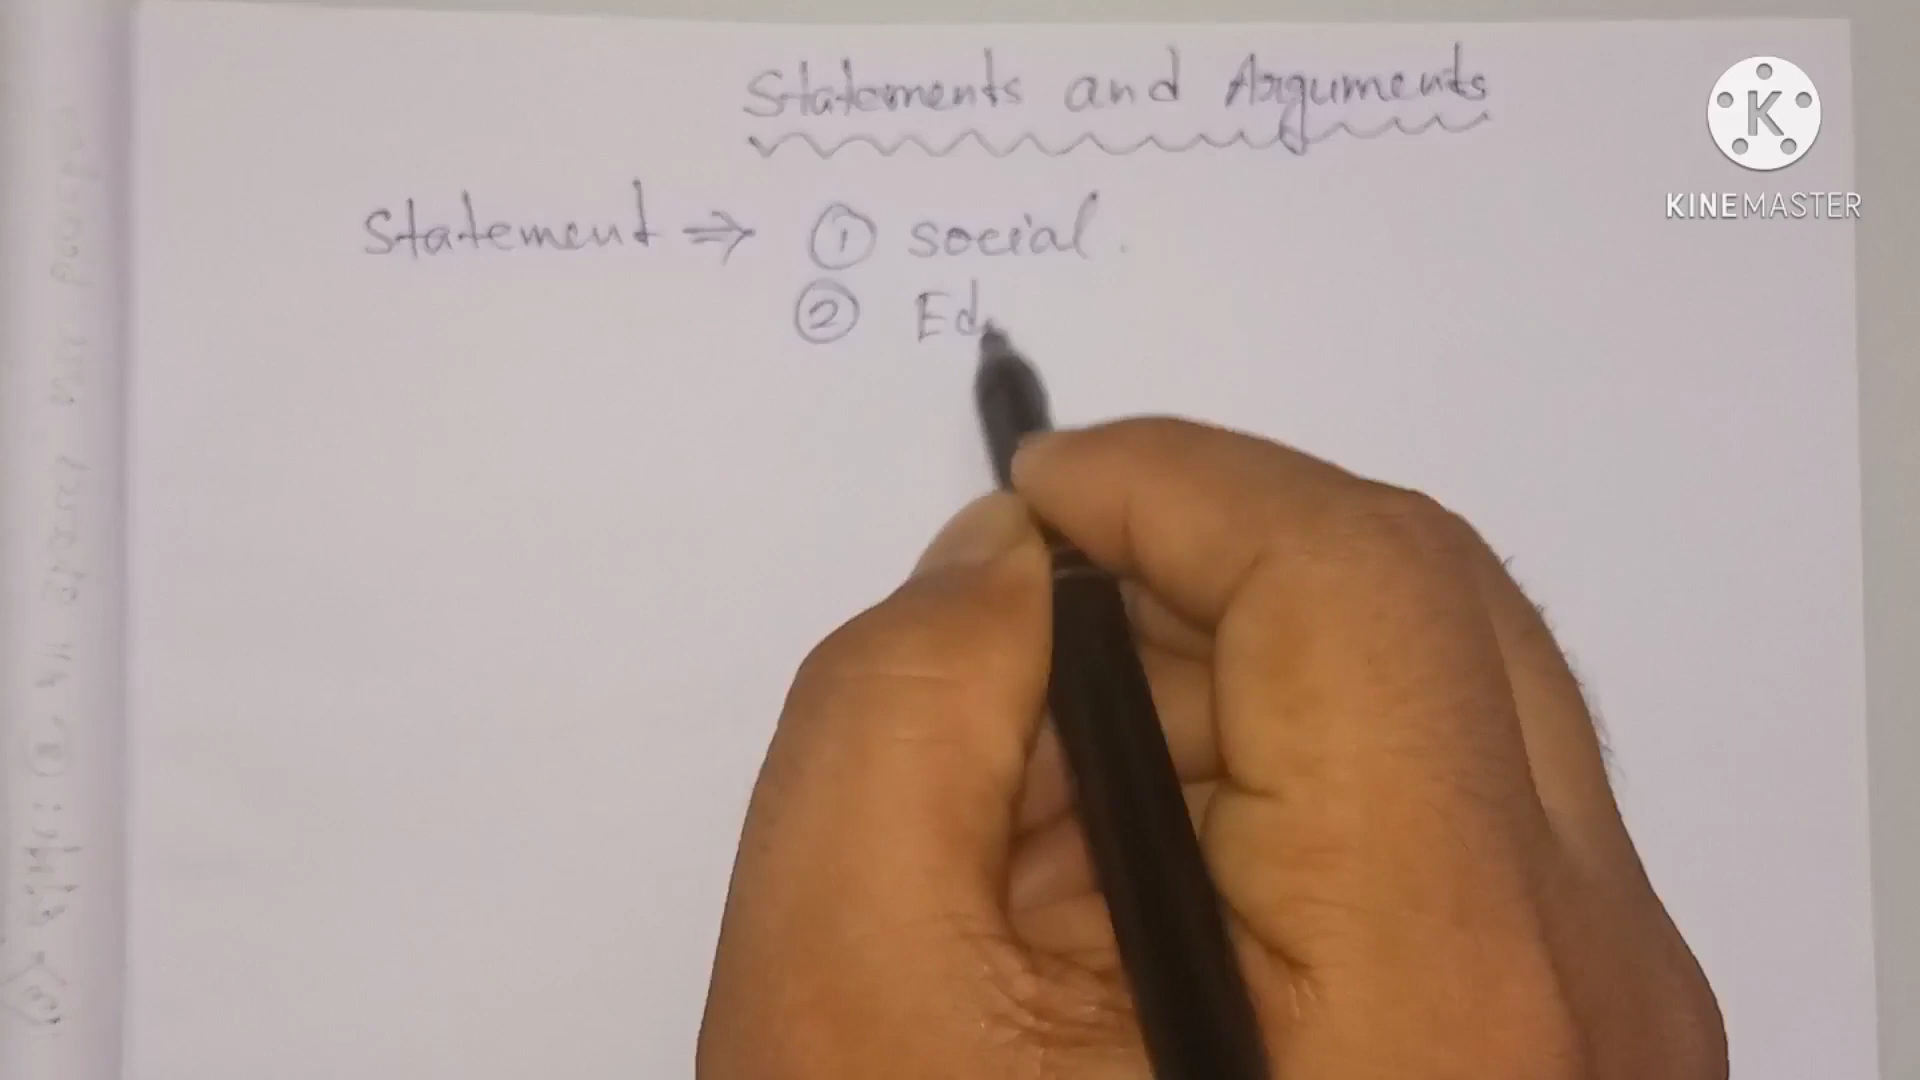 Statements and Arguments
KINEMASTER
Statement ⇒ ① social.
② Ed